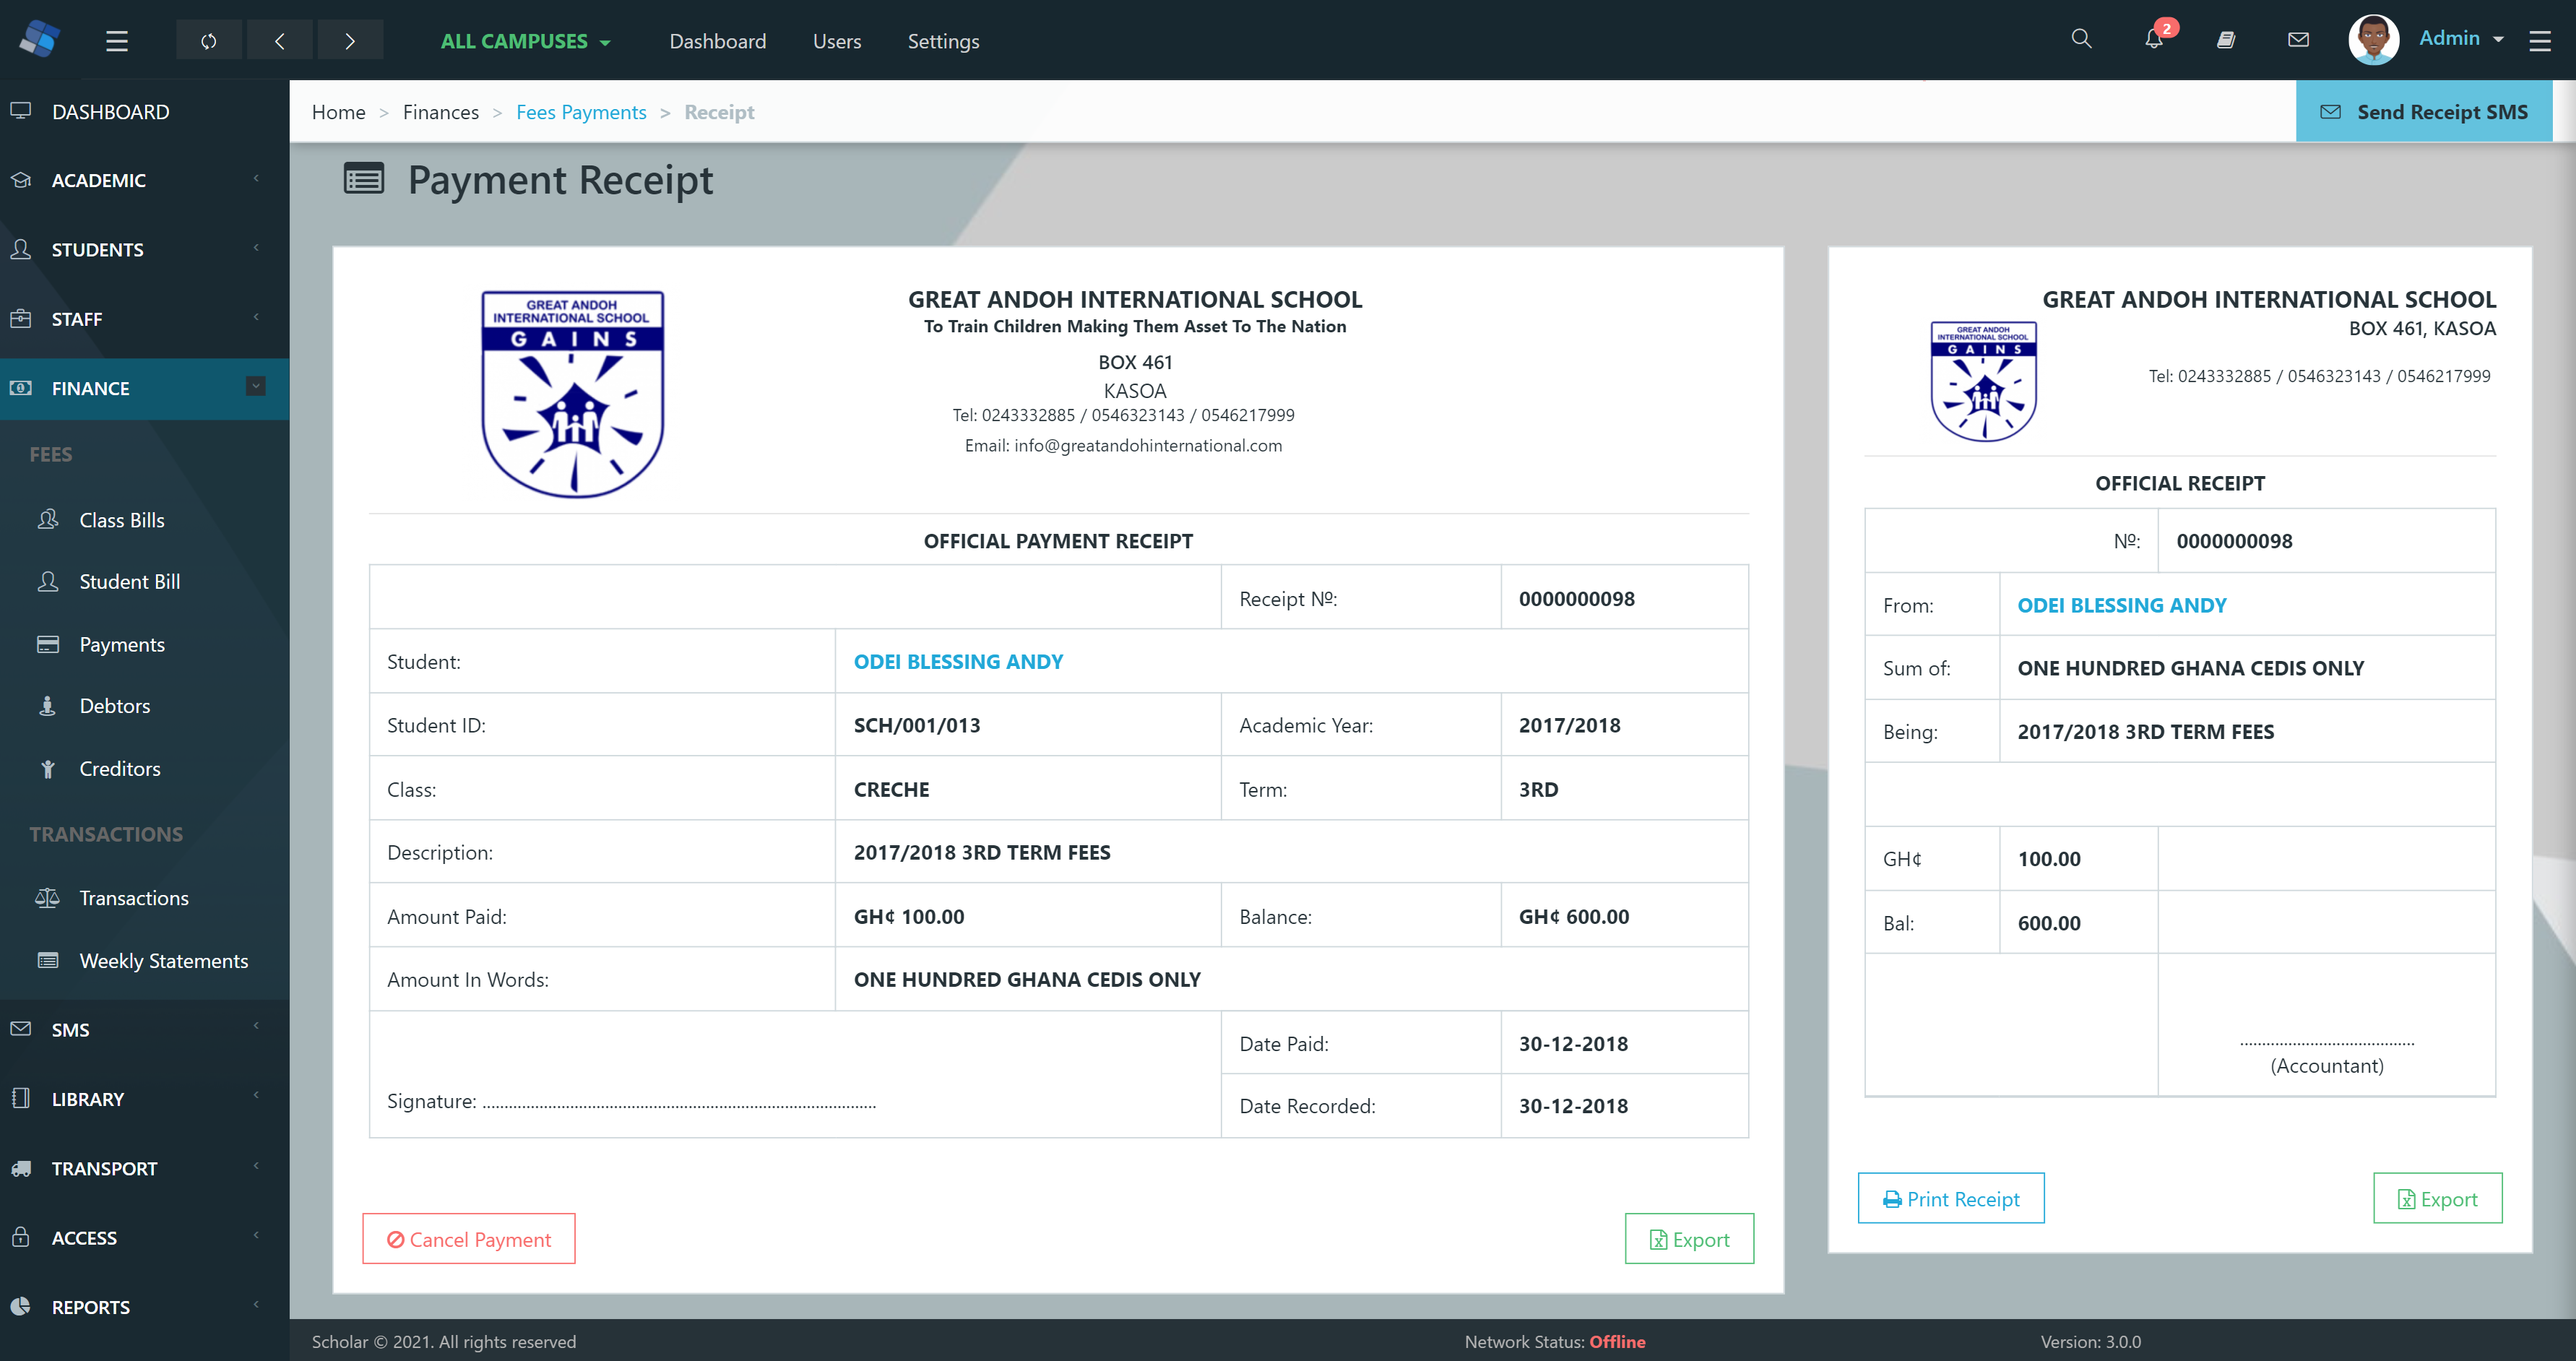 ALL CAMPUSES
Dashboard
Users
Settings
2
Admin
DASHBOARD
ACADEMIC
STUDENTS
STAFF
FINANCE
FEES
Class Bills
Student Bill
Payments
Debtors
Creditors
TRANSACTIONS
Transactions
Weekly Statements
SMS
LIBRARY
TRANSPORT
ACCESS
REPORTS
Home > Finances > Fees Payments > Receipt
Send Receipt SMS
Payment Receipt
GREAT ANDOH
INTERNATIONAL SCHOOL
GAINS
GREAT ANDOH INTERNATIONAL SCHOOL
To Train Children Making Them Asset To The Nation
BOX 461
KASOA
Tel: 0243332885 / 0546323143 / 0546217999
Email: info@greatandohinternational.com
OFFICIAL PAYMENT RECEIPT
Receipt №: 0000000098
Student: ODEI BLESSING ANDY
Student ID: SCH/001/013 Academic Year: 2017/2018
Class: CRECHE Term: 3RD
Description: 2017/2018 3RD TERM FEES
Amount Paid: GH¢ 100.00 Balance: GH¢ 600.00
Amount In Words: ONE HUNDRED GHANA CEDIS ONLY
Date Paid: 30-12-2018
Signature: ..........................................................................................
Date Recorded: 30-12-2018
Cancel Payment
Export
GREAT ANDOH INTERNATIONAL SCHOOL
BOX 461, KASOA
GREAT ANDOH
INTERNATIONAL SCHOOL
GAINS
Tel: 0243332885 / 0546323143 / 0546217999
OFFICIAL RECEIPT
№: 0000000098
From: ODEI BLESSING ANDY
Sum of: ONE HUNDRED GHANA CEDIS ONLY
Being: 2017/2018 3RD TERM FEES
GH¢ 100.00
Bal: 600.00
........................................
(Accountant)
Print Receipt
Export
Scholar © 2021. All rights reserved
Network Status: Offline
Version: 3.0.0